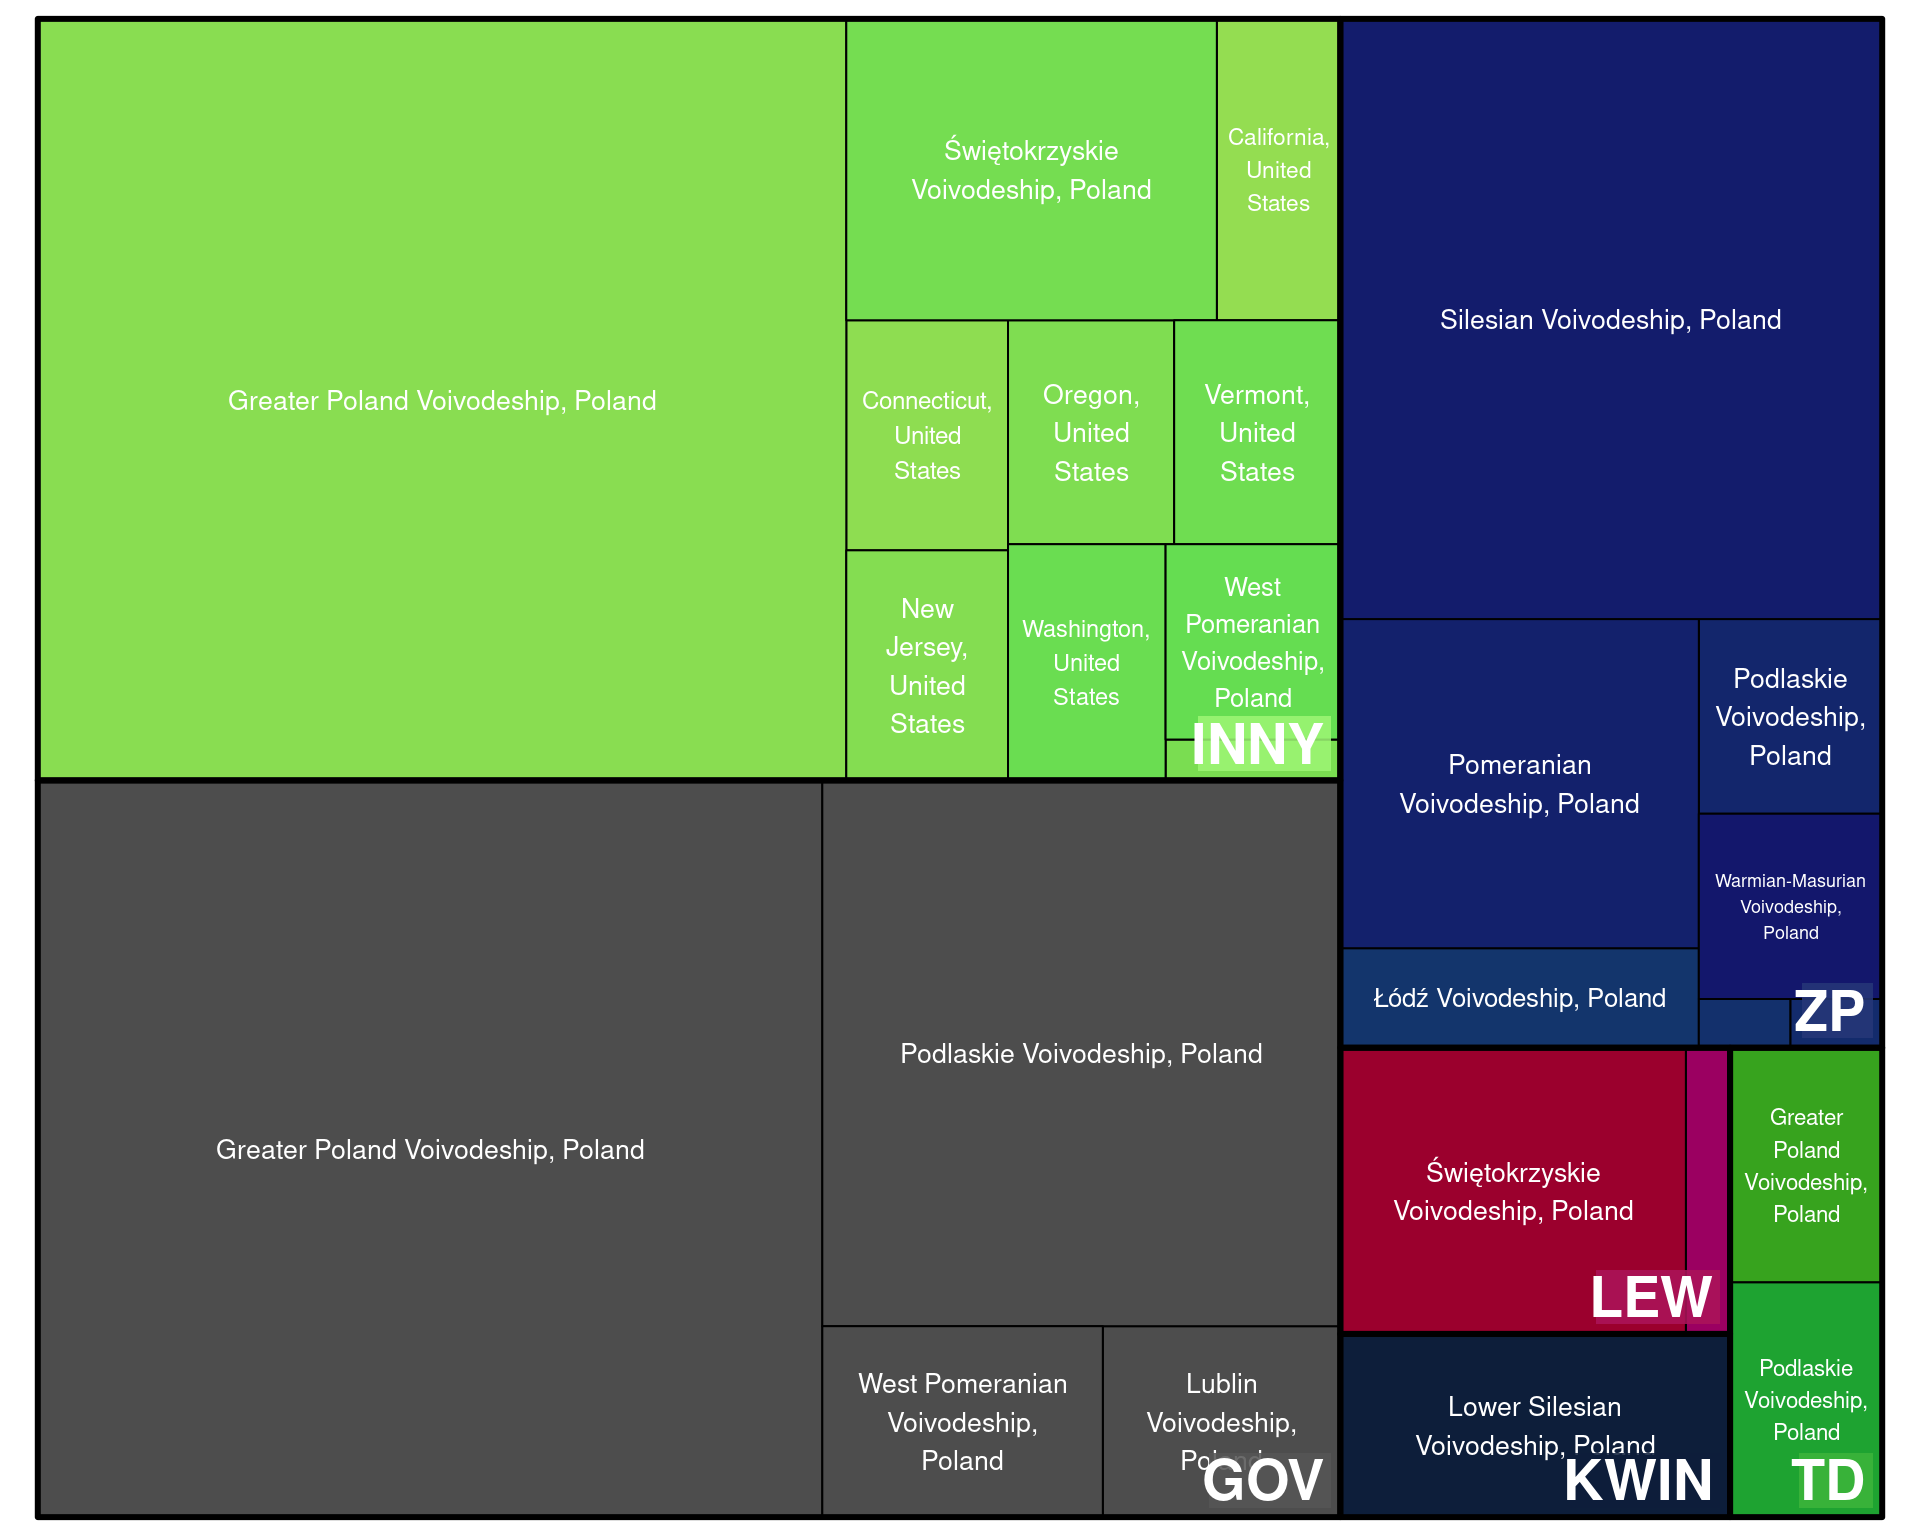 Greater Poland Voivodeship, Poland
Świętokrzyskie
Voivodeship, Poland
California,
United
States
Connecticut,
United
States
Oregon,
United
States
Vermont,
United
States
New
Jersey,
United
States
Washington,
United
States
West
Pomeranian
Voivodeship,
Poland
INNY
Silesian Voivodeship, Poland
Pomeranian
Voivodeship, Poland
Podlaskie
Voivodeship,
Poland
Warmian-Masurian
Voivodeship,
Poland
Łódź Voivodeship, Poland
ZP
Greater Poland Voivodeship, Poland
Podlaskie Voivodeship, Poland
West Pomeranian
Voivodeship,
Poland
Lublin
Voivodeship,
Poland
GOV
Świętokrzyskie
Voivodeship, Poland
LEW
Lower Silesian
Voivodeship, Poland
KWIN
Greater
Poland
Voivodeship,
Poland
Podlaskie
Voivodeship,
Poland
TD